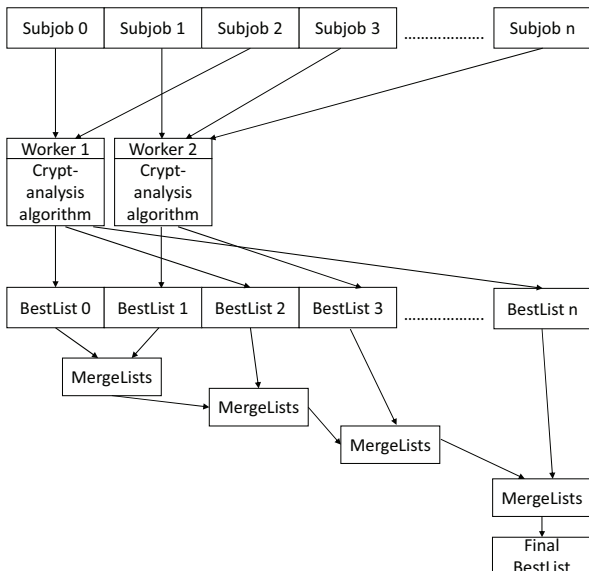 Subjob 0 Subjob 1 Subjob 2 Subjob 3 ................... Subjob n
Worker 1 Worker 2
Crypt- Crypt-
analysis analysis
algorithm algorithm
BestList 0 BestList 1 BestList 2 BestList 3 ................... BestList n
MergeLists
MergeLists
MergeLists
MergeLists
Final
BestList